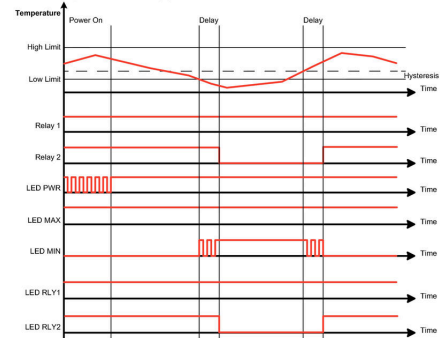 Temperature
Power On Delay Delay
High Limit
Low Limit
Hysteresis
Time
Relay 1
Time
Relay 2
Time
LED PWR
Time
LED MAX
Time
LED MIN
Time
LED RLY1
Time
LED RLY2
Time